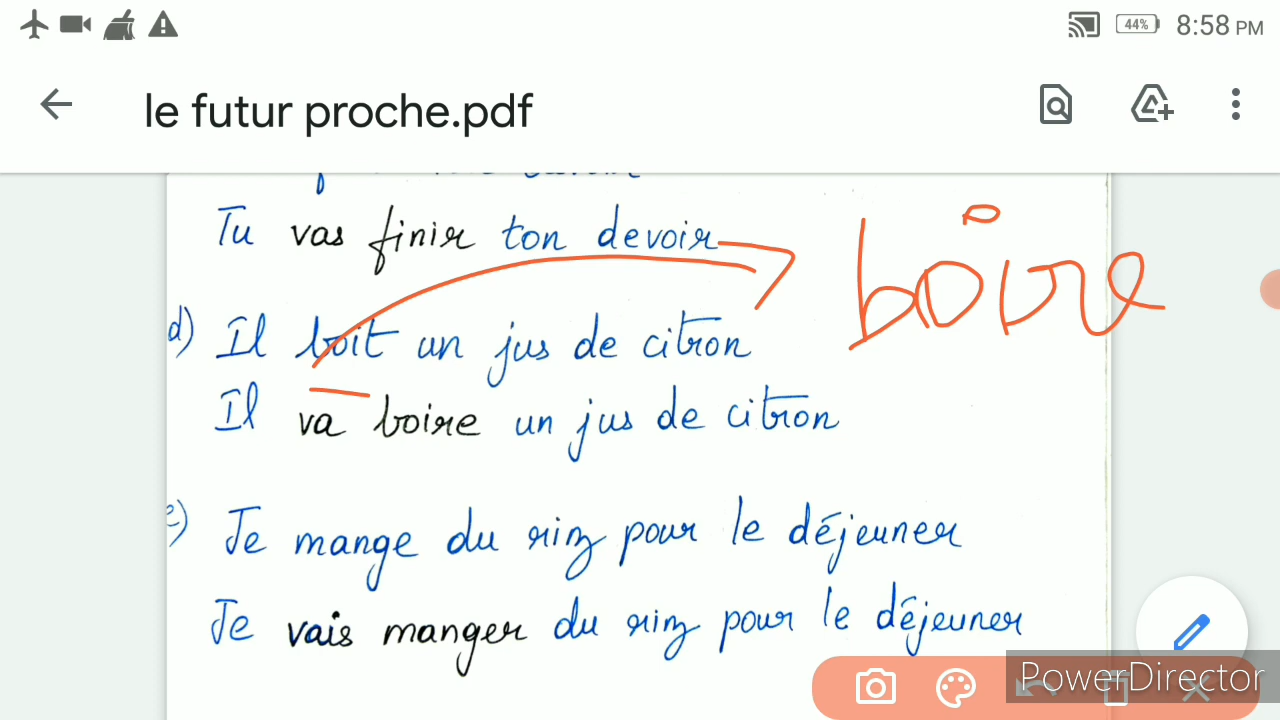 44% 8:58 PM
le futur proche.pdf
Tu vas finir ton devoir
boire
d) Il boit un jus de citron
Il va boire un jus de citron
e) Je mange du riz pour le déjeuner
Je vais manger du riz pour le déjeuner
PowerDirector